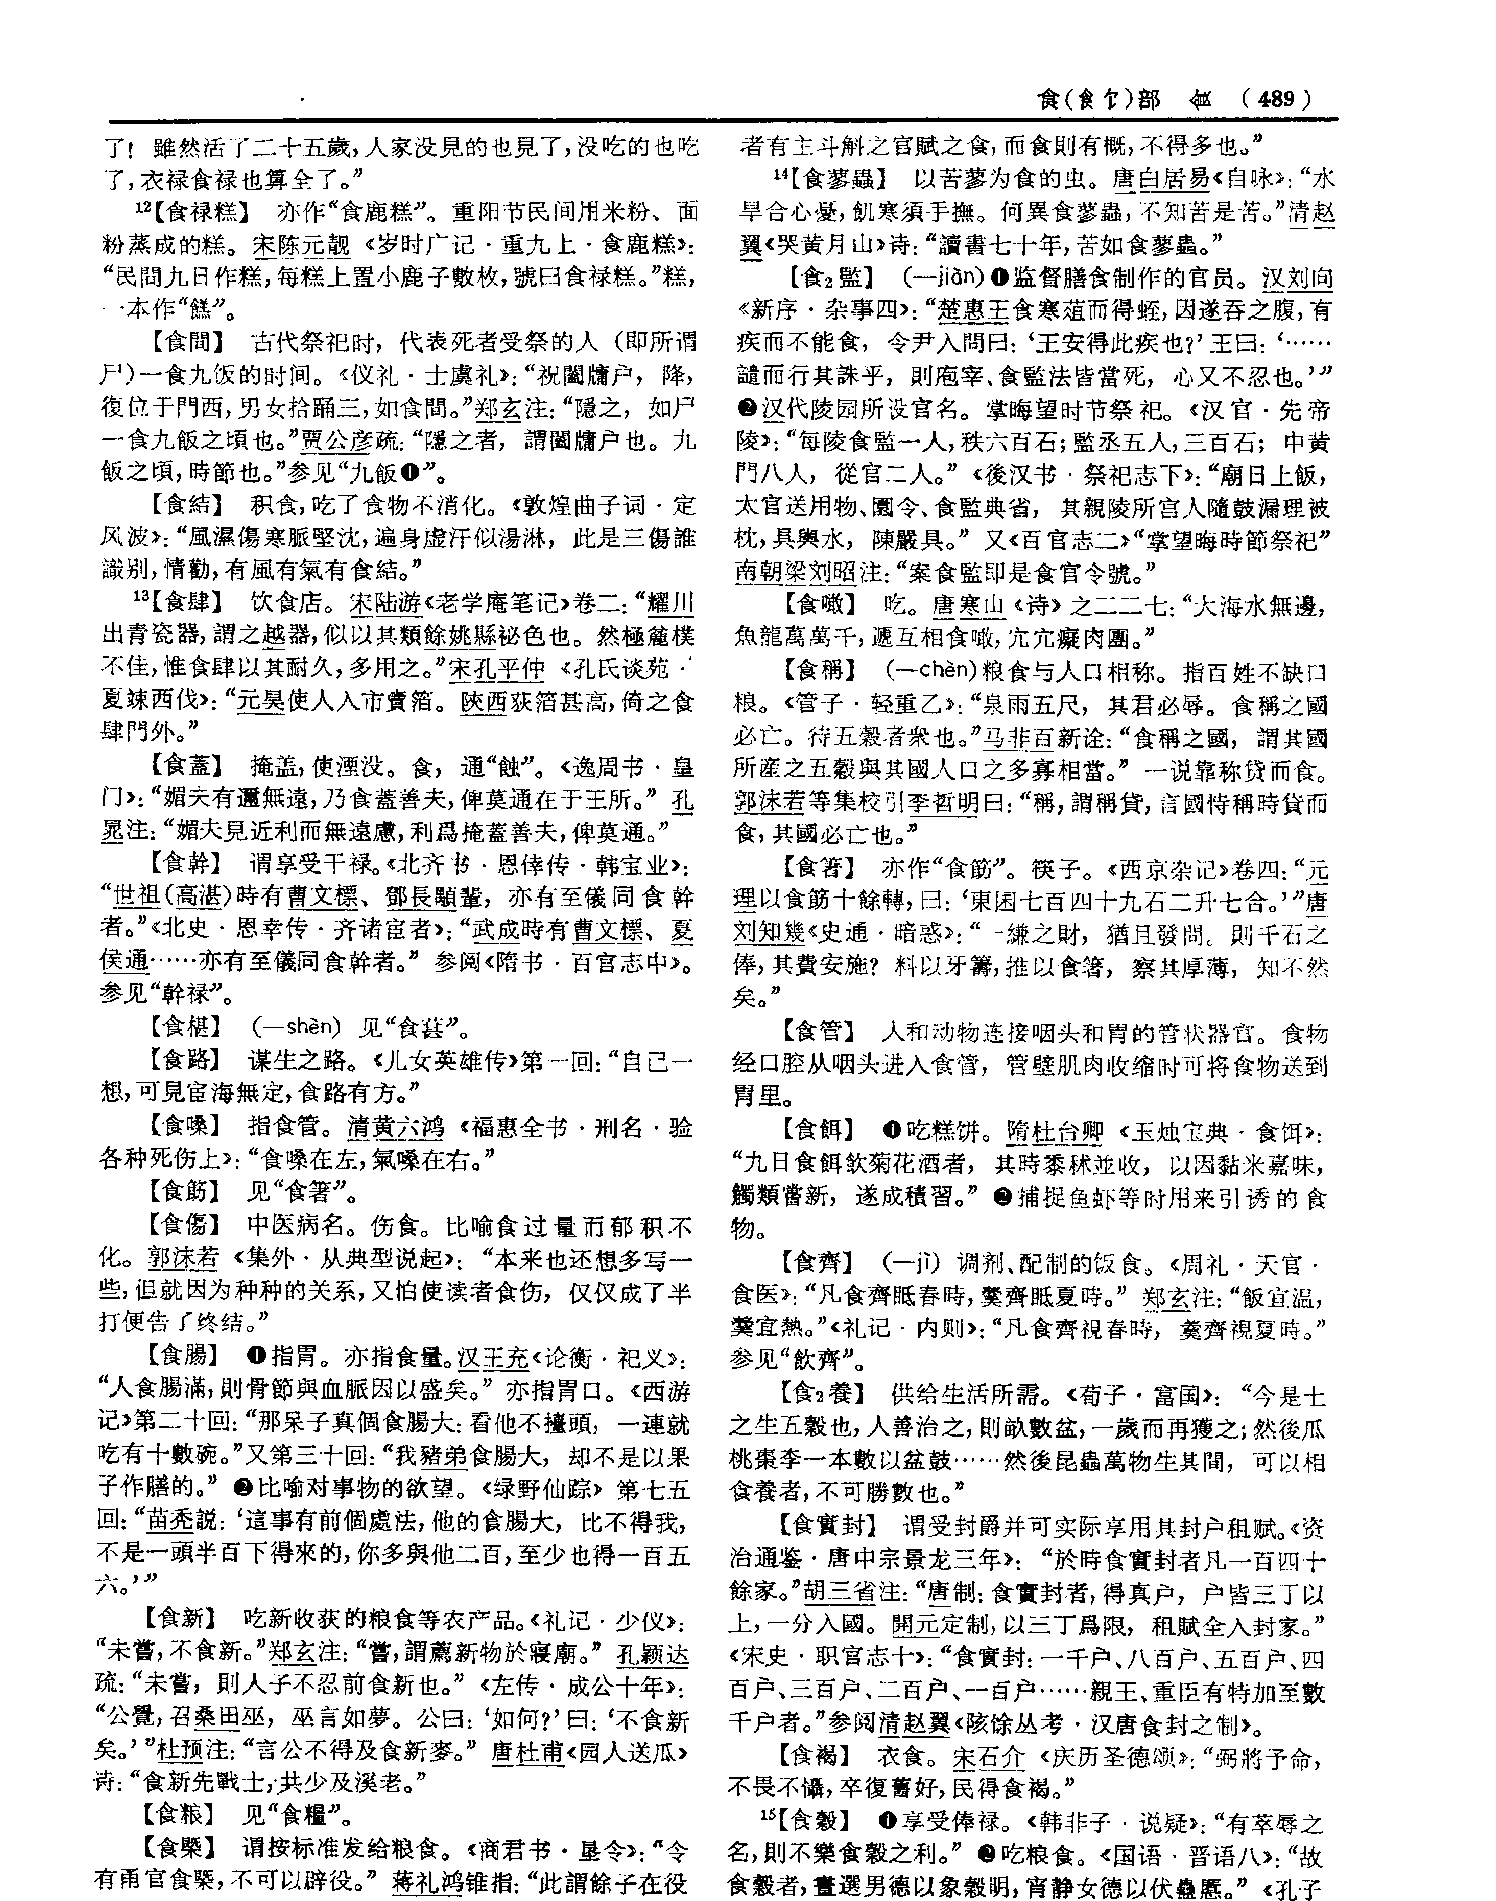 食(飠饣)部 (489)
了！雖然活了二十五歲，人家没見的也見了，没吃的也吃
了，衣禄食禄也算全了。”
12【食禄糕】 亦作“食鹿糕”。重阳节民间用米粉、面
粉蒸成的糕。宋陈元靓《岁时广记·重九上·食鹿糕》：
“民間九日作糕，每糕上置小鹿子數枚，號曰食禄糕。”糕，
一本作“餻”。
【食間】 古代祭祀时，代表死者受祭的人（即所谓
尸）一食九饭的时间。《仪礼·士虞礼》：“祝闔牖户，降，
復位于門西，男女拾踊三，如食間。”郑玄注：“隱之，如尸
一食九飯之頃也。”贾公彦疏：“隱之者，謂闔牖户也。九
飯之頃，時節也。”参见“九飯❶”。
【食結】 积食，吃了食物不消化。《敦煌曲子词·定
风波》：“風濕傷寒脈堅沈，遍身虚汗似湯淋，此是三傷誰
識别，情勸，有風有氣有食結。”
13【食肆】 饮食店。宋陆游《老学庵笔记》卷二：“耀川
出青瓷器，謂之越器，似以其類餘姚縣祕色也。然極麄樸
不佳，惟食肆以其耐久，多用之。”宋孔平仲《孔氏谈苑·
夏竦西伐》：“元昊使人入市賣箔。陝西荻箔甚高，倚之食
肆門外。”
【食蓋】 掩盖，使湮没。食，通“蝕”。《逸周书·皇
门》：“媚夫有邇無遠，乃食蓋善夫，俾莫通在于王所。”孔
晁注：“媚夫見近利而無遠慮，利爲掩蓋善夫，俾莫通。”
【食幹】 谓享受干禄。《北齐书·恩倖传·韩宝业》：
“世祖（高湛）時有曹文摽、鄧長顒輩，亦有至儀同食幹
者。”《北史·恩幸传·齐诸宦者》：“武成時有曹文摽、夏
侯通……亦有至儀同食幹者。”参阅《隋书·百官志中》。
参见“幹禄”。
【食椹】 （—shèn）见“食葚”。
【食路】 谋生之路。《儿女英雄传》第一回：“自己一
想，可見宦海無定，食路有方。”
【食嗓】 指食管。清黄六鸿《福惠全书·刑名·验
各种死伤上》：“食嗓在左，氣嗓在右。”
【食筯】 见“食箸”。
【食傷】 中医病名。伤食。比喻食过量而郁积不
化。郭沫若《集外·从典型说起》：“本来也还想多写一
些，但就因为种种的关系，又怕使读者食伤，仅仅成了半
打便告了终结。”
【食腸】 ❶指胃。亦指食量。汉王充《论衡·祀义》：
“人食腸滿，則骨節與血脈因以盛矣。”亦指胃口。《西游
记》第二十回：“那呆子真個食腸大：看他不擡頭，一連就
吃有十數碗。”又第三十回：“我豬弟食腸大，却不是以果
子作膳的。”❷比喻对事物的欲望。《绿野仙踪》第七五
回：“苗秃説：‘這事有前個處法，他的食腸大，比不得我，
不是一頭半百下得來的，你多與他二百，至少也得一百五
六。’”
【食新】 吃新收获的粮食等农产品。《礼记·少仪》：
“未嘗，不食新。”郑玄注：“嘗，謂薦新物於寢廟。”孔颖达
疏：“未嘗，則人子不忍前食新也。”《左传·成公十年》：
“公覺，召桑田巫，巫言如夢。公曰：‘如何？’曰：‘不食新
矣。’”杜预注：“言公不得及食新麥。”唐杜甫《园人送瓜》
诗：“食新先戰士，共少及溪老。”
【食粮】 见“食糧”。
【食槩】 谓按标准发给粮食。《商君书·垦令》：“令
有甬官食槩，不可以辟役。”蒋礼鸿锥指：“此謂餘子在役
者有主斗斛之官賦之食，而食則有概，不得多也。”
14【食蓼蟲】 以苦蓼为食的虫。唐白居易《自咏》：“水
旱合心憂，飢寒須手撫。何異食蓼蟲，不知苦是苦。”清赵
翼《哭黄月山》诗：“讀書七十年，苦如食蓼蟲。”
【食2監】 （—jiān）❶监督膳食制作的官员。汉刘向
《新序·杂事四》：“楚惠王食寒菹而得蛭，因遂吞之腹，有
疾而不能食，令尹入問曰：‘王安得此疾也？’王曰：‘……
譴而行其誅乎，則庖宰、食監法皆當死，心又不忍也。’”
❷汉代陵园所设官名。掌晦望时节祭祀。《汉官·先帝
陵》：“每陵食監一人，秩六百石；監丞五人，三百石；中黄
門八人，從官二人。”《後汉书·祭祀志下》：“廟日上飯，
太官送用物、園令、食監典省，其親陵所宫人隨鼓漏理被
枕，具與水，陳嚴具。”又《百官志二》“掌望晦時節祭祀”
南朝梁刘昭注：“案食監即是食官令號。”
【食噉】 吃。唐寒山《诗》之二二七：“大海水無邊，
魚龍萬萬千，遞互相食噉，冗冗癡肉團。”
【食稱】 （—chèn）粮食与人口相称。指百姓不缺口
粮。《管子·轻重乙》：“泉雨五尺，其君必辱。食稱之國
必亡。待五穀者衆也。”马非百新诠：“食稱之國，謂其國
所產之五穀與其國人口之多寡相當。”一说靠称贷而食。
郭沫若等集校引李哲明曰：“稱，謂稱貸，言國恃稱時貸而
食，其國必亡也。”
【食箸】 亦作“食筯”。筷子。《西京杂记》卷四：“元
理以食筯十餘轉，曰：‘東囷七百四十九石二升七合。’”唐
刘知幾《史通·暗惑》：“一縑之財，猶且發問。則千石之
俸，其費安施？料以牙籌，推以食箸，察其厚薄，知不然
矣。”
【食管】 人和动物连接咽头和胃的管状器官。食物
经口腔从咽头进入食管，管壁肌肉收缩时可将食物送到
胃里。
【食餌】 ❶吃糕饼。隋杜台卿《玉烛宝典·食饵》：
“九日食餌飲菊花酒者，其時黍秫並收，以因黏米嘉味，
觸類嘗新，遂成積習。”❷捕捉鱼虾等时用来引诱的食
物。
【食齊】 （—jì）调剂、配制的饭食。《周礼·天官·
食医》：“凡食齊眂春時，羹齊眂夏時。”郑玄注：“飯宜温，
羹宜熱。”《礼记·内则》：“凡食齊視春時，羹齊視夏時。”
参见“飲齊”。
【食2養】 供给生活所需。《荀子·富国》：“今是土
之生五穀也，人善治之，則畝數盆，一歲而再獲之；然後瓜
桃棗李一本數以盆鼓……然後昆蟲萬物生其間，可以相
食養者，不可勝數也。”
【食實封】 谓受封爵并可实际享用其封户租赋。《资
治通鉴·唐中宗景龙三年》：“於時食實封者凡一百四十
餘家。”胡三省注：“唐制：食實封者，得真户，户皆三丁以
上，一分入國。開元定制，以三丁爲限，租賦全入封家。”
《宋史·职官志十》：“食實封：一千户、八百户、五百户、四
百户、三百户、二百户、一百户……親王、重臣有特加至數
千户者。”参阅清赵翼《陔馀丛考·汉唐食封之制》。
【食褐】 衣食。宋石介《庆历圣德颂》：“弼將予命，
不畏不懾，卒復舊好，民得食褐。”
15【食穀】 ❶享受俸禄。《韩非子·说疑》：“有萃辱之
名，則不樂食穀之利。”❷吃粮食。《国语·晋语八》：“故
食穀者，晝選男德以象穀明，宵静女德以伏蠱慝。”《孔子